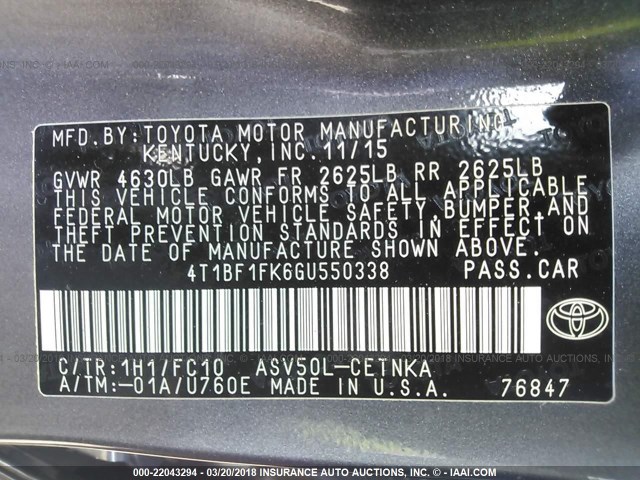 MFD.BY:TOYOTA MOTOR MANUFACTURING
KENTUCKY, INC. 11/15
GVWR 4630LB GAWR FR 2625LB RR 2625LB
THIS VEHICLE CONFORMS TO ALL APPLICABLE
FEDERAL MOTOR VEHICLE SAFETY,BUMPER,AND
THEFT PREVENTION STANDARDS IN EFFECT ON
THE DATE OF MANUFACTURE SHOWN ABOVE.
4T1BF1FK6GU550338 PASS.CAR
C/TR:1H1/FC10 ASV50L-CETNKA
A/TM:-01A/U760E MADE IN U.S.A. 76847
000-22043294 - 03/20/2018 - INSURANCE AUTO AUCTIONS, INC. © - IAAI.COM